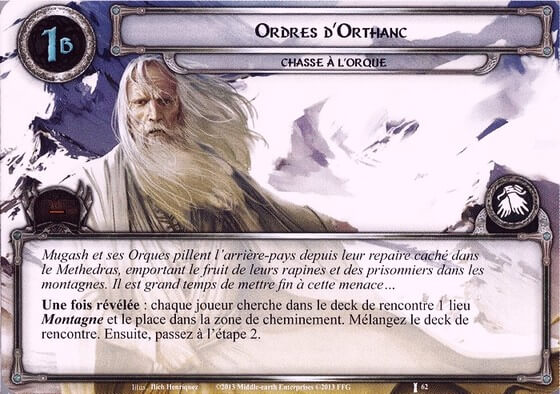 1B
ORDRES D'ORTHANC
CHASSE À L'ORQUE
Mugash et ses Orques pillent l'arrière-pays depuis leur repaire caché dans
le Methedras, emportant le fruit de leurs rapines et des prisonniers dans les
montagnes. Il est grand temps de mettre fin à cette menace…
Une fois révélée : chaque joueur cherche dans le deck de rencontre 1 lieu
Montagne et le place dans la zone de cheminement. Mélangez le deck de
rencontre. Ensuite, passez à l'étape 2.
Illus. Ilich Henriquez ©2013 Middle-earth Enterprises ©2013 FFG 62